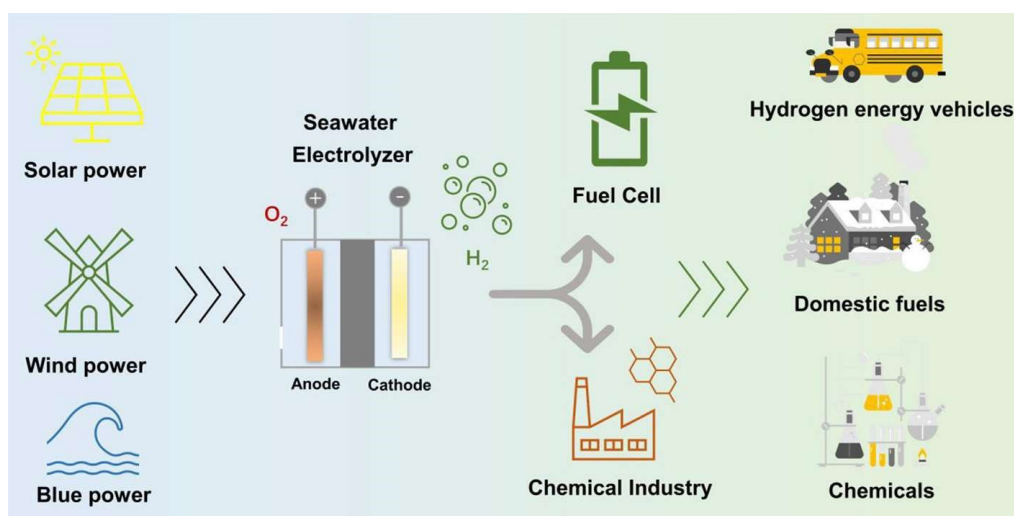 Solar power
Wind power
Blue power
Seawater
Electrolyzer
+
-
O₂
H₂
Anode
Cathode
Fuel Cell
Chemical Industry
Hydrogen energy vehicles
Domestic fuels
Chemicals